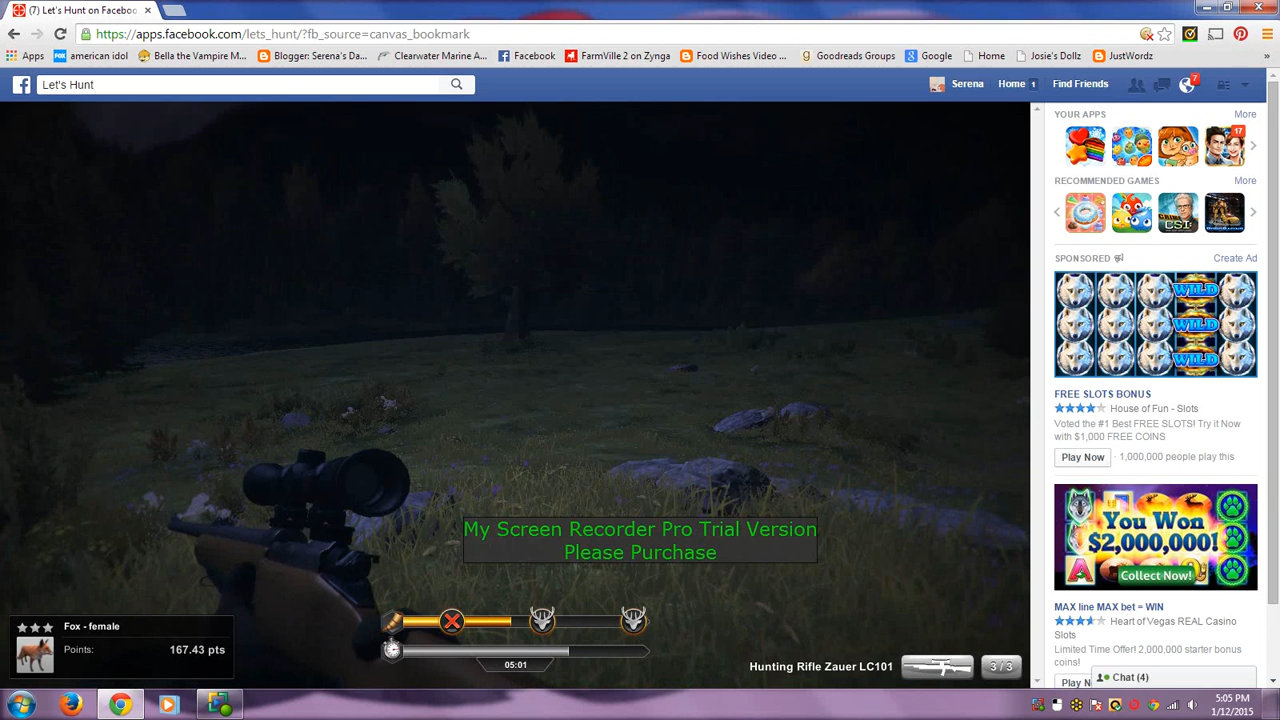 (7) Let's Hunt on Faceboo
https://apps.facebook.com/lets_hunt/?fb_source=canvas_bookmark
Apps
american idol
Bella the Vampire M...
Blogger: Serena's Da...
Clearwater Marine A...
Facebook
FarmVille 2 on Zynga
Food Wishes Video ...
Goodreads Groups
Google
Home
Josie's Dollz
JustWordz
»
Let's Hunt
Serena
Home 1
Find Friends
7
YOUR APPS
More
17
RECOMMENDED GAMES
More
CSI
SPONSORED
Create Ad
WILD
WILD
WILD
FREE SLOTS BONUS
House of Fun - Slots
Voted the #1 Best FREE SLOTS! Try it Now
with $1,000 FREE COINS
Play Now
· 1,000,000 people play this
You Won
$2,000,000!
Collect Now!
MAX line MAX bet = WIN
Heart of Vegas REAL Casino
Slots
Limited Time Offer! 2,000,000 starter bonus
coins!
Play N
Chat (4)
My Screen Recorder Pro Trial Version
Please Purchase
Fox - female
Points:
167.43 pts
05:01
Hunting Rifle Zauer LC101
3 / 3
5:05 PM
1/12/2015